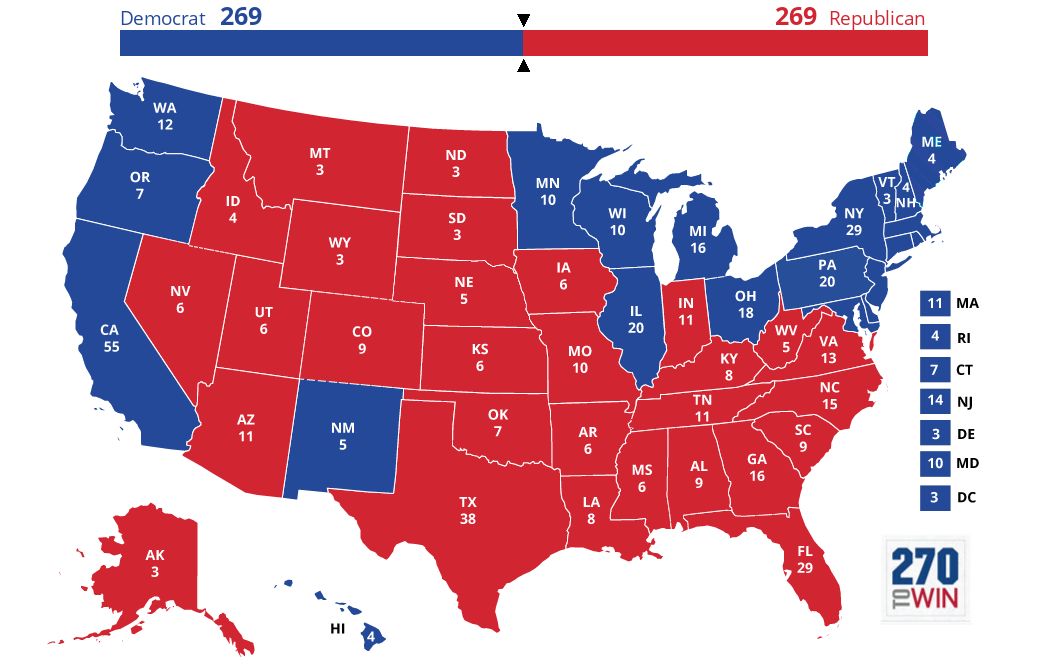 Democrat 269
269 Republican
WA
12
OR
7
CA
55
NV
6
ID
4
MT
3
WY
3
UT
6
AZ
11
CO
9
NM
5
ND
3
SD
3
NE
5
KS
6
OK
7
TX
38
MN
10
IA
6
MO
10
AR
6
LA
8
WI
10
IL
20
MI
16
IN
11
OH
18
KY
8
TN
11
MS
6
AL
9
GA
16
FL
29
SC
9
NC
15
VA
13
WV
5
PA
20
NY
29
VT
3
4
NH
ME
4
11 MA
4 RI
7 CT
14 NJ
3 DE
10 MD
3 DC
AK
3
HI
4
270
TO WIN